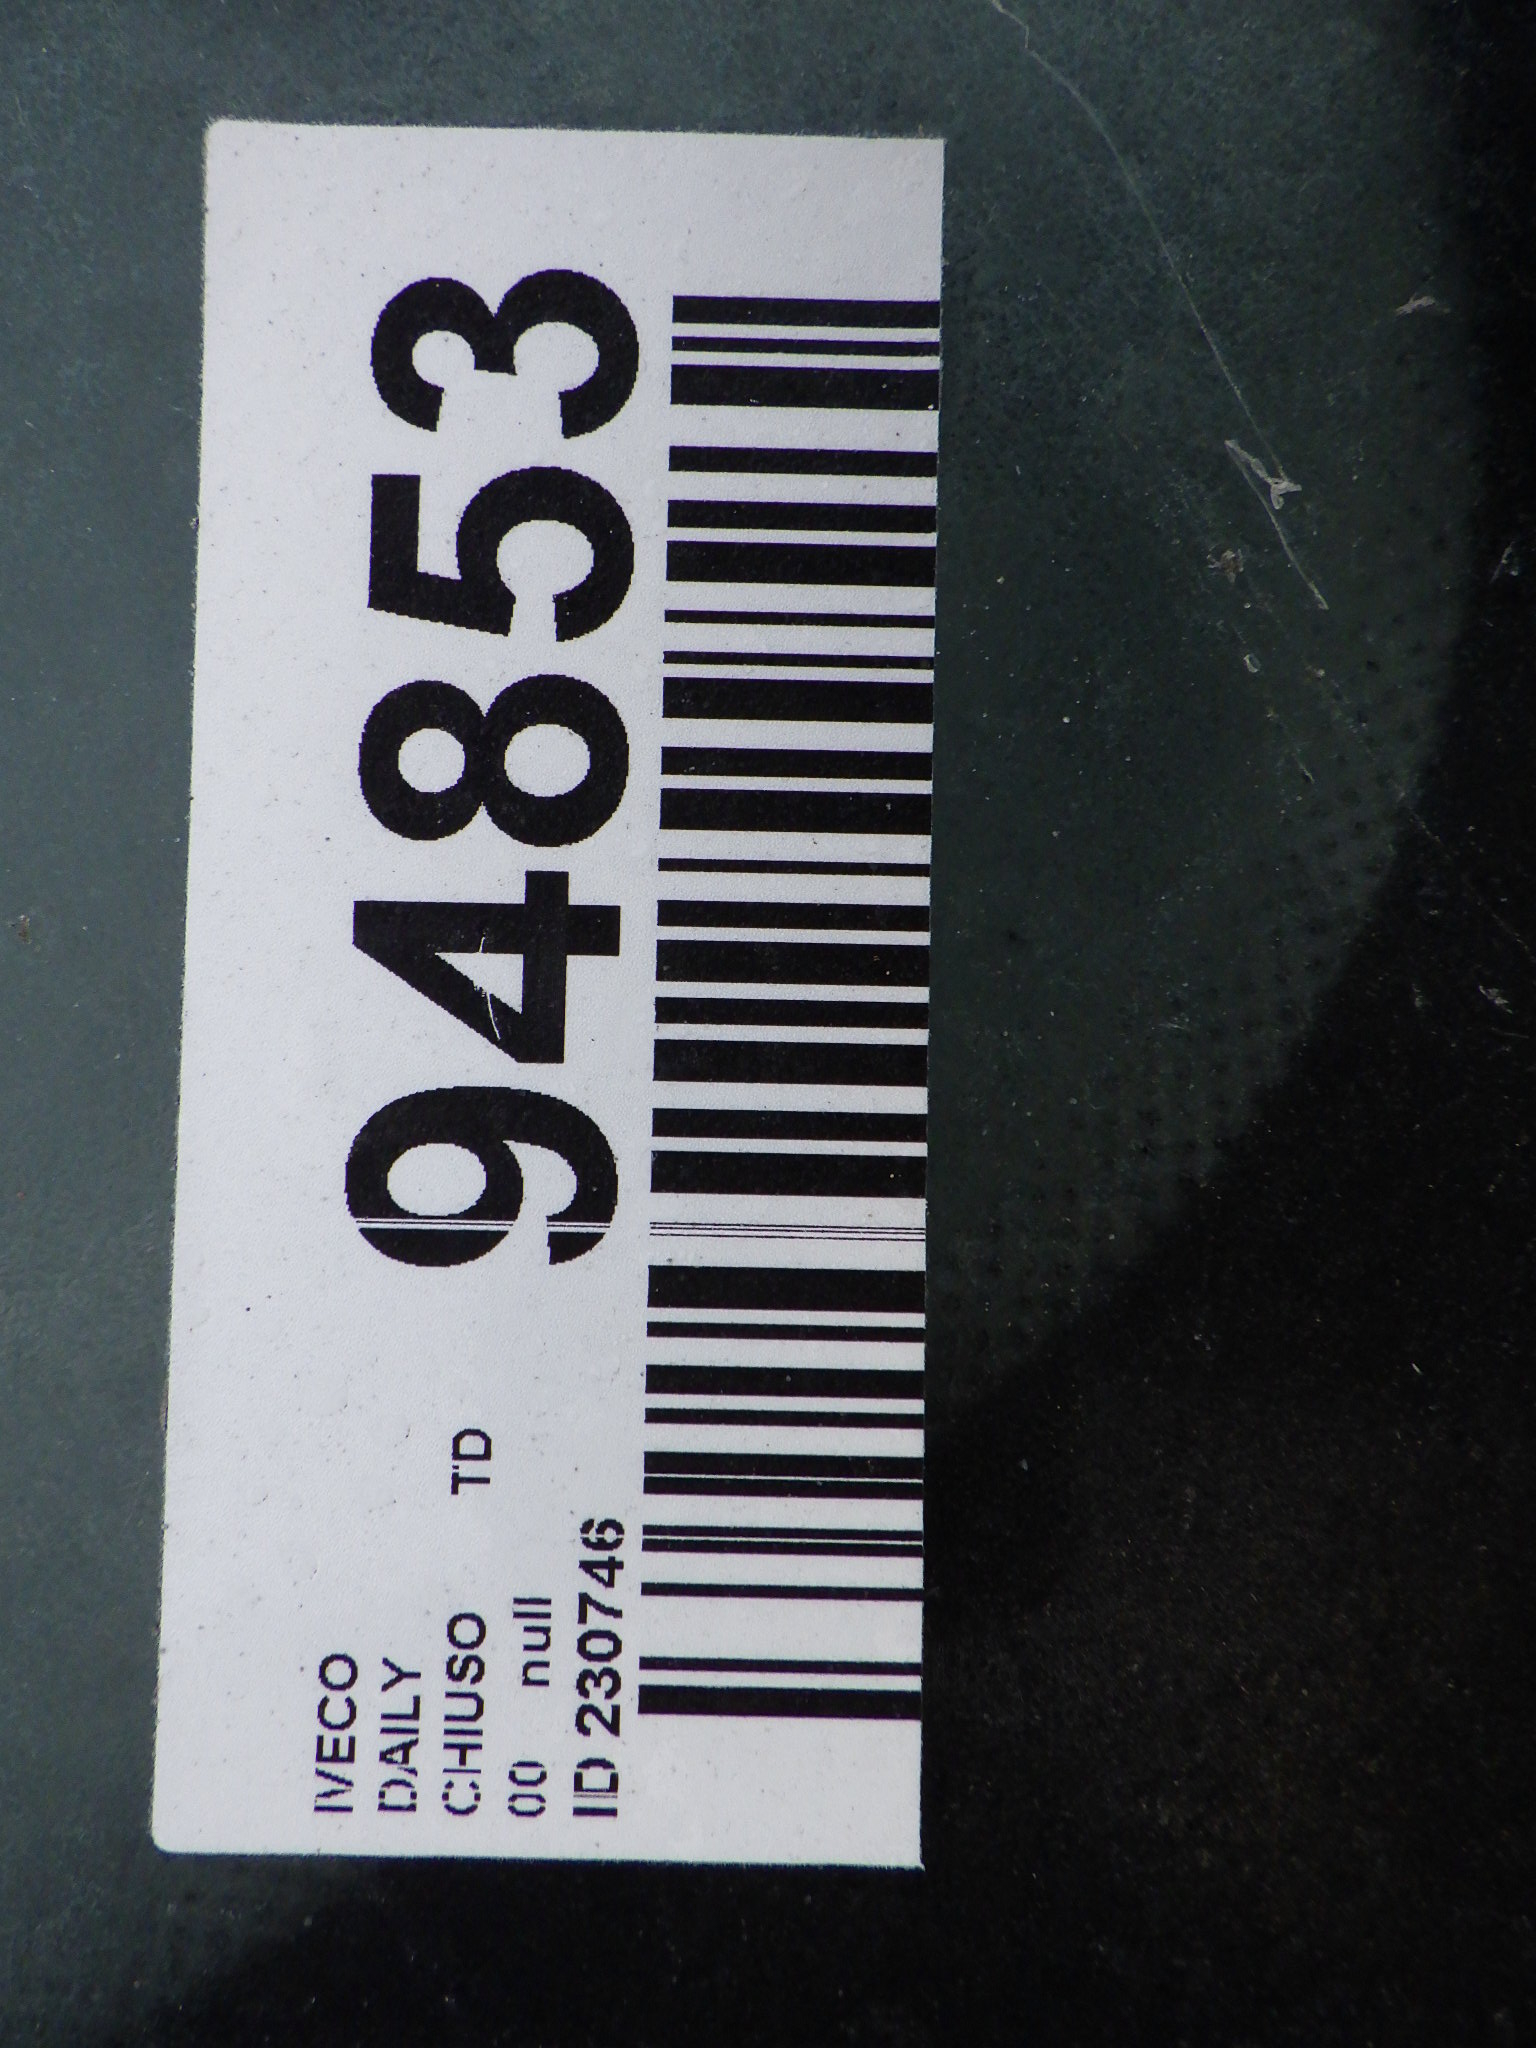 IVECO
DAILY
CHIUSO TD
00 null
ID 230746
94853